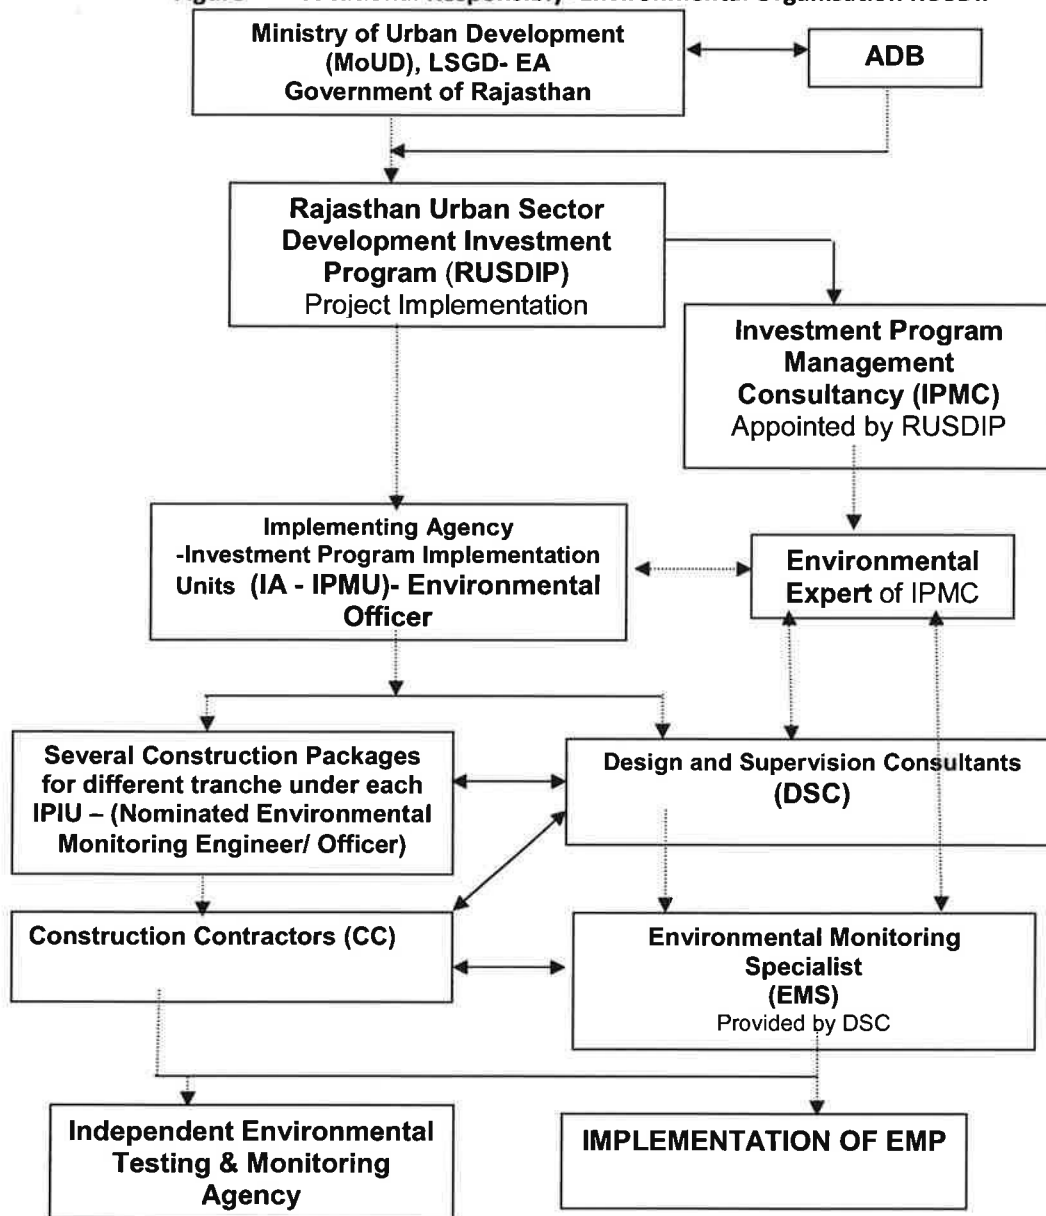 Ministry of Urban Development
(MoUD), LSGD- EA
Government of Rajasthan
ADB
Rajasthan Urban Sector
Development Investment
Program (RUSDIP)
Project Implementation
Investment Program
Management
Consultancy (IPMC)
Appointed by RUSDIP
Implementing Agency
-Investment Program Implementation
Units (IA - IPMU)- Environmental
Officer
Environmental
Expert of IPMC
Several Construction Packages
for different tranche under each
IPIU – (Nominated Environmental
Monitoring Engineer/ Officer)
Design and Supervision Consultants
(DSC)
Construction Contractors (CC)
Environmental Monitoring
Specialist
(EMS)
Provided by DSC
Independent Environmental
Testing & Monitoring
Agency
IMPLEMENTATION OF EMP